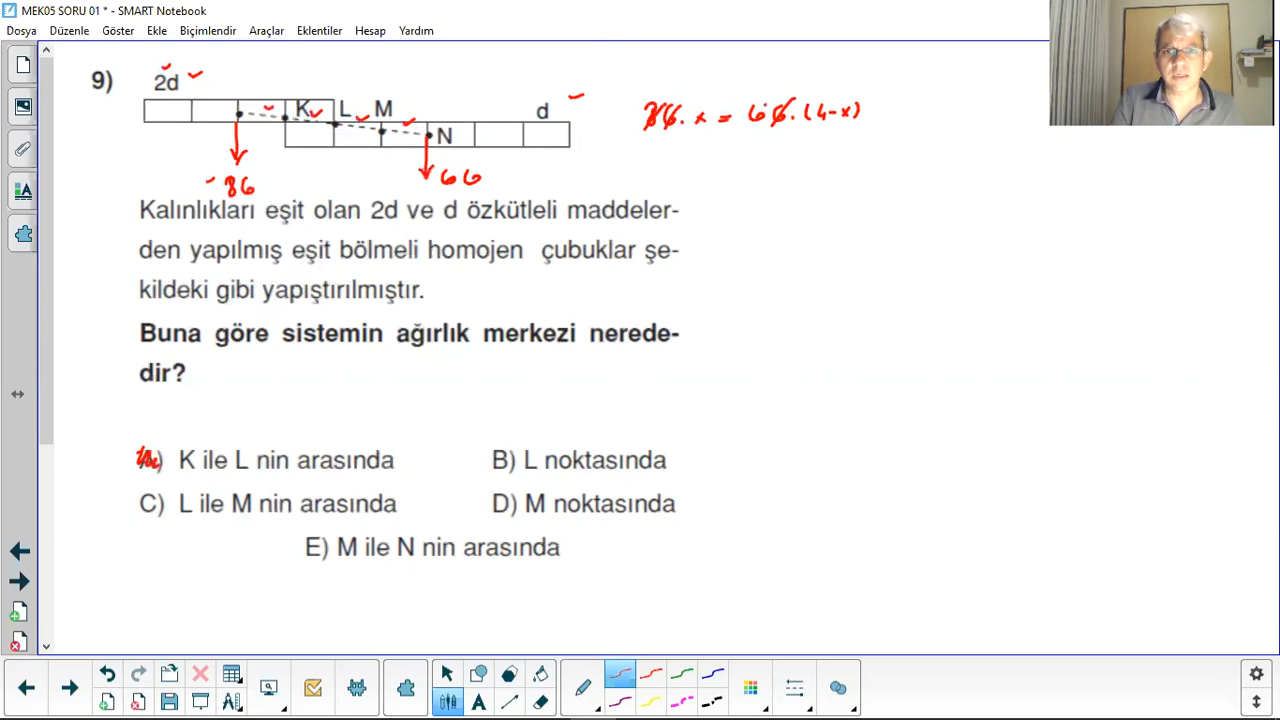 MEK05 SORU 01 * - SMART Notebook
Dosya Düzenle Göster Ekle Biçimlendiri Araçlar Eklentiler Hesap Yardım
9)
2d
K L M d
N
8G . x = 6G . (4-x)
8G 6G
Kalınlıkları eşit olan 2d ve d özkütleli maddeler-
den yapılmış eşit bölmeli homojen çubuklar şe-
kildeki gibi yapıştırılmıştır.
Buna göre sistemin ağırlık merkezi nerede-
dir?
A) K ile L nin arasında B) L noktasında
C) L ile M nin arasında D) M noktasında
E) M ile N nin arasında